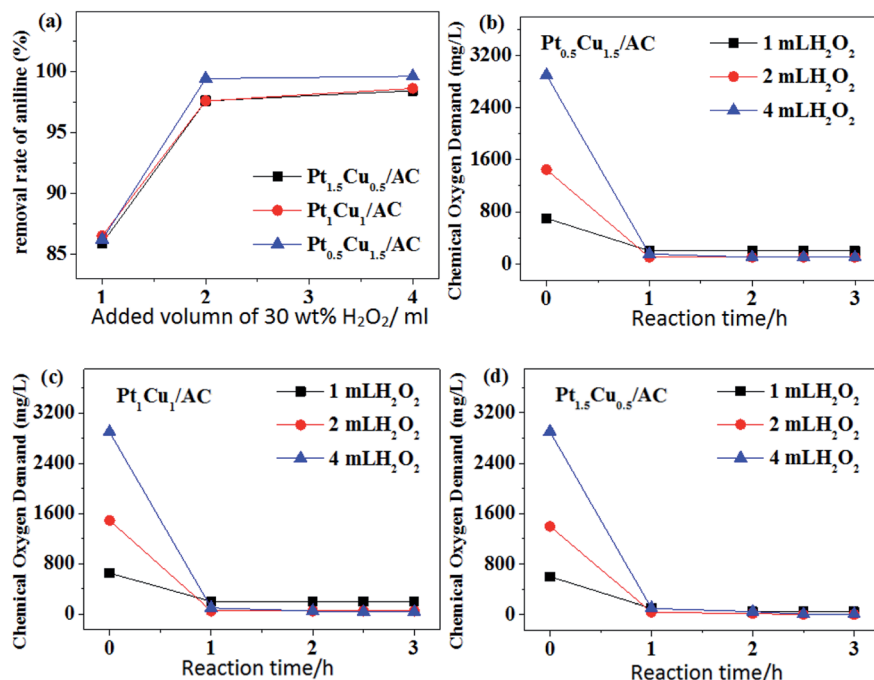 (a)
removal rate of aniline (%)
100
95
90
85
Pt1.5Cu0.5/AC
Pt1Cu1/AC
Pt0.5Cu1.5/AC
1 2 3 4
Added volumn of 30 wt% H2O2/ ml
(b)
Chemical Oxygen Demand (mg/L)
3200
2400
1600
800
0
Pt0.5Cu1.5/AC
1 mLH2O2
2 mLH2O2
4 mLH2O2
0 1 2 3
Reaction time/h
(c)
Chemical Oxygen Demand (mg/L)
3200
2400
1600
800
0
Pt1Cu1/AC
1 mLH2O2
2 mLH2O2
4 mLH2O2
0 1 2 3
Reaction time/h
(d)
Chemical Oxygen Demand (mg/L)
3200
2400
1600
800
0
Pt1.5Cu0.5/AC
1 mLH2O2
2 mLH2O2
4 mLH2O2
0 1 2 3
Reaction time/h